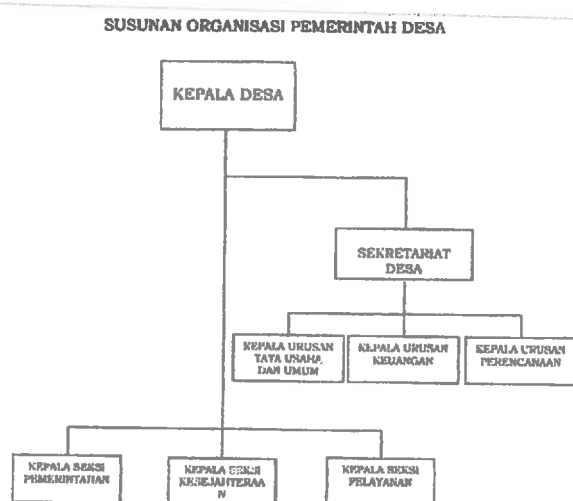 SUSUNAN ORGANISASI PEMERINTAH DESA
KEPALA DESA
SEKRETARIAT
DESA
KEPALA URUSAN
TATA USAHA
DAN UMUM
KEPALA URUSAN
KEUANGAN
KEPALA URUSAN
PERENCANAAN
KEPALA SEKSI
PEMERINTAHAN
KEPALA SEKSI
KESEJAHTERAA
N
KEPALA SEKSI
PELAYANAN